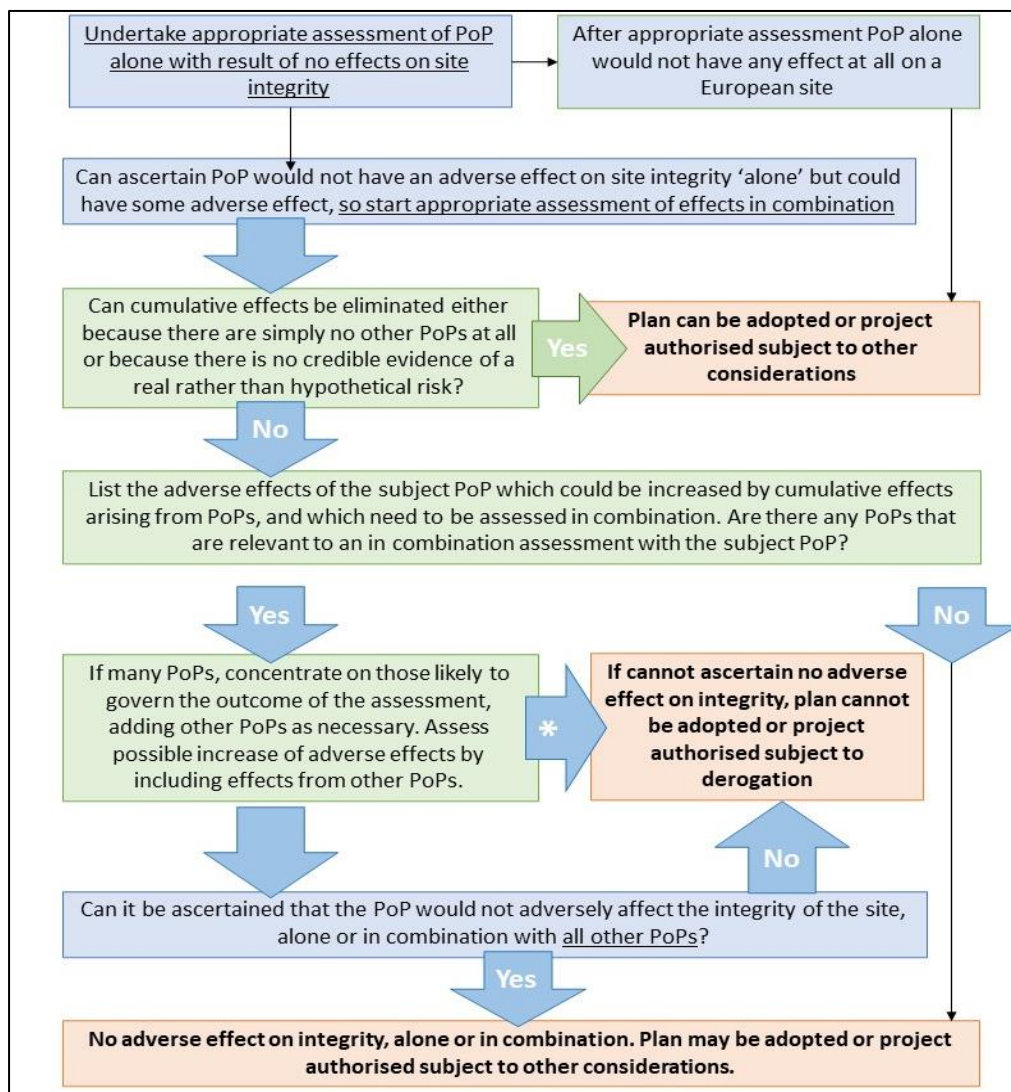 Undertake appropriate assessment of PoP
alone with result of no effects on site
integrity
After appropriate assessment PoP alone
would not have any effect at all on a
European site
Can ascertain PoP would not have an adverse effect on site integrity ‘alone’ but could
have some adverse effect, so start appropriate assessment of effects in combination
Can cumulative effects be eliminated either
because there are simply no other PoPs at all
or because there is no credible evidence of a
real rather than hypothetical risk?
Yes
Plan can be adopted or project
authorised subject to other
considerations
No
List the adverse effects of the subject PoP which could be increased by cumulative effects
arising from PoPs, and which need to be assessed in combination. Are there any PoPs that
are relevant to an in combination assessment with the subject PoP?
Yes
No
If many PoPs, concentrate on those likely to
govern the outcome of the assessment,
adding other PoPs as necessary. Assess
possible increase of adverse effects by
including effects from other PoPs.
*
If cannot ascertain no adverse
effect on integrity, plan cannot
be adopted or project
authorised subject to
derogation
No
Can it be ascertained that the PoP would not adversely affect the integrity of the site,
alone or in combination with all other PoPs?
Yes
No adverse effect on integrity, alone or in combination. Plan may be adopted or project
authorised subject to other considerations.